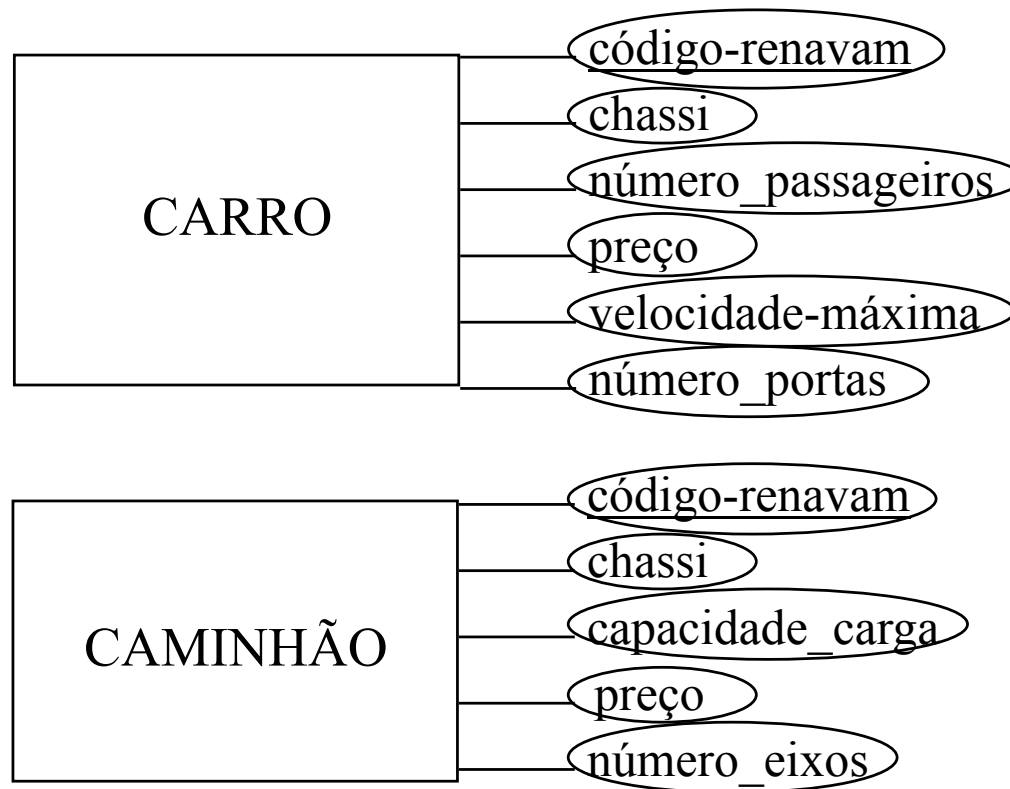 código-renavam
chassi
número_passageiros
CARRO
preço
velocidade-máxima
número_portas
código-renavam
chassi
capacidade_carga
CAMINHÃO
preço
número_eixos